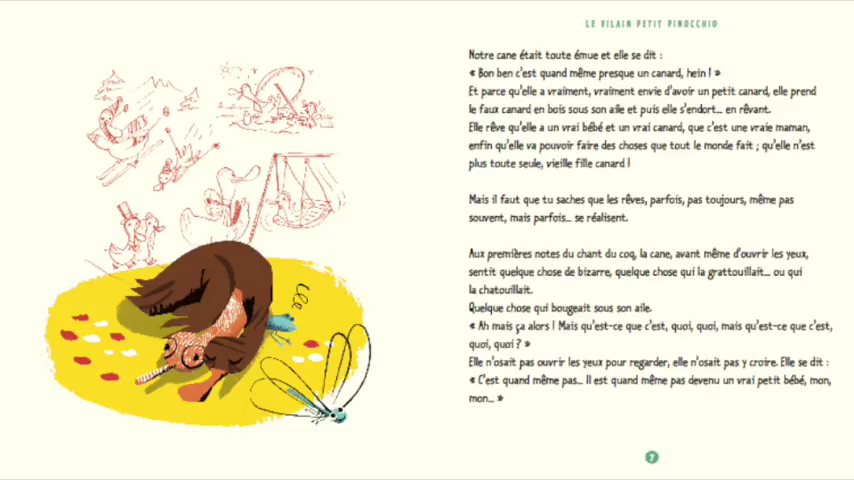 LE VILAIN PETIT PINOCCHIO
Notre cane était toute émue et elle se dit :
« Bon ben c'est quand même presque un canard, hein ! »
Et parce qu'elle a vraiment, vraiment envie d'avoir un petit canard, elle prend
le faux canard en bois sous son aile et puis elle s'endort... en rêvant.
Elle rêve qu'elle a un vrai bébé et un vrai canard, que c'est une vraie maman,
enfin qu'elle va pouvoir faire des choses que tout le monde fait ; qu'elle n'est
plus toute seule, vieille fille canard !
Mais il faut que tu saches que les rêves, parfois, pas toujours, même pas
souvent, mais parfois... se réalisent.
Aux premières notes du chant du coq, la cane, avant même d'ouvrir les yeux,
sentit quelque chose de bizarre, quelque chose qui la grattouillait... ou qui
la chatouillait.
Quelque chose qui bougeait sous son aile.
« Ah mais ça alors ! Mais qu'est-ce que c'est, quoi, quoi, mais qu'est-ce que c'est,
quoi, quoi ? »
Elle n'osait pas ouvrir les yeux pour regarder, elle n'osait pas y croire. Elle se dit :
« C'est quand même pas... Il est quand même pas devenu un vrai petit bébé, mon,
mon... »
7